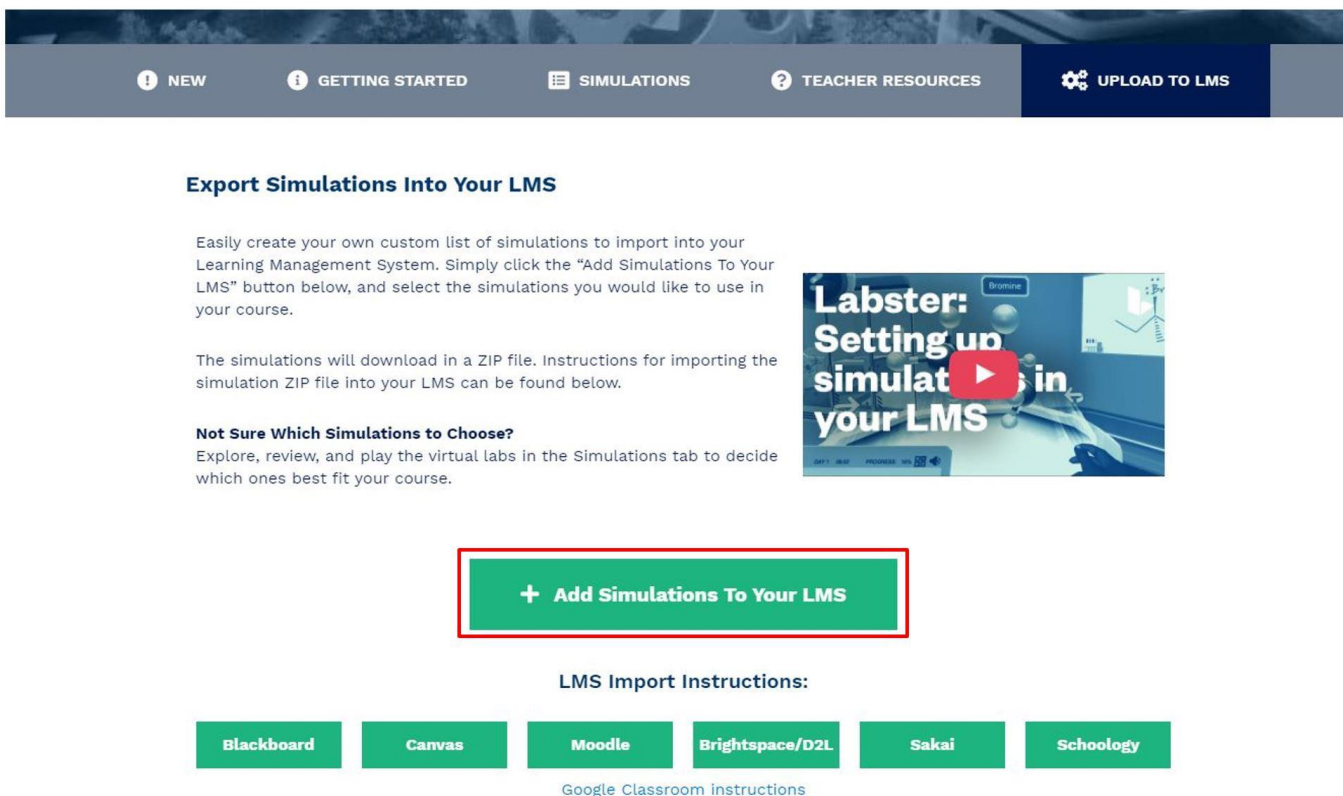 NEW
GETTING STARTED
SIMULATIONS
TEACHER RESOURCES
UPLOAD TO LMS
Export Simulations Into Your LMS
Easily create your own custom list of simulations to import into your
Learning Management System. Simply click the “Add Simulations To Your
LMS” button below, and select the simulations you would like to use in
your course.
The simulations will download in a ZIP file. Instructions for importing the
simulation ZIP file into your LMS can be found below.
Not Sure Which Simulations to Choose?
Explore, review, and play the virtual labs in the Simulations tab to decide
which ones best fit your course.
Bromine
Labster:
Setting up
in
your LMS
+ Add Simulations To Your LMS
LMS Import Instructions:
Blackboard
Canvas
Moodle
Brightspace/D2L
Sakai
Schoology
Google Classroom instructions